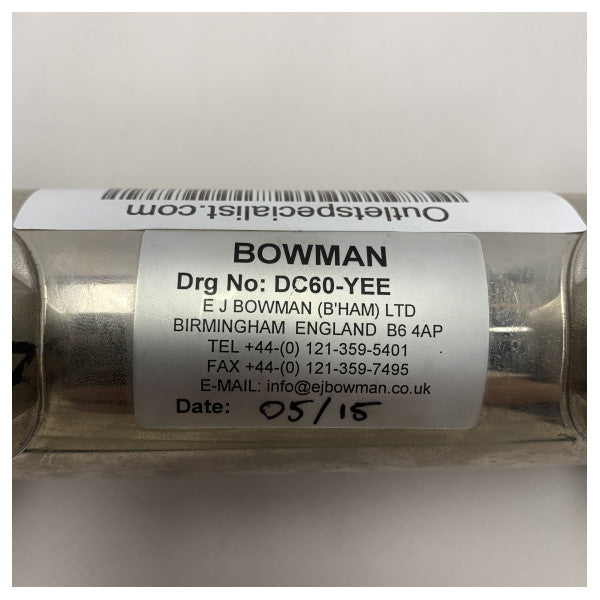 Outletspecialist.com
BOWMAN
Drg No: DC60-YEE
E J BOWMAN (B'HAM) LTD
BIRMINGHAM ENGLAND B6 4AP
TEL +44-(0) 121-359-5401
FAX +44-(0) 121-359-7495
E-MAIL: info@ejbowman.co.uk
Date: 05/15